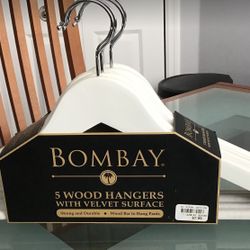 BOMBAY®
5 WOOD HANGERS
WITH VELVET SURFACE
Strong and Durable • Wood Bar to Hang Pants